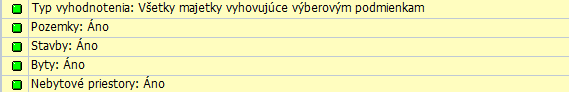 Typ vyhodnotenia: Všetky majetky vyhovujúce výberovým podmienkam
Pozemky: Áno
Stavby: Áno
Byty: Áno
Nebytové priestory: Áno